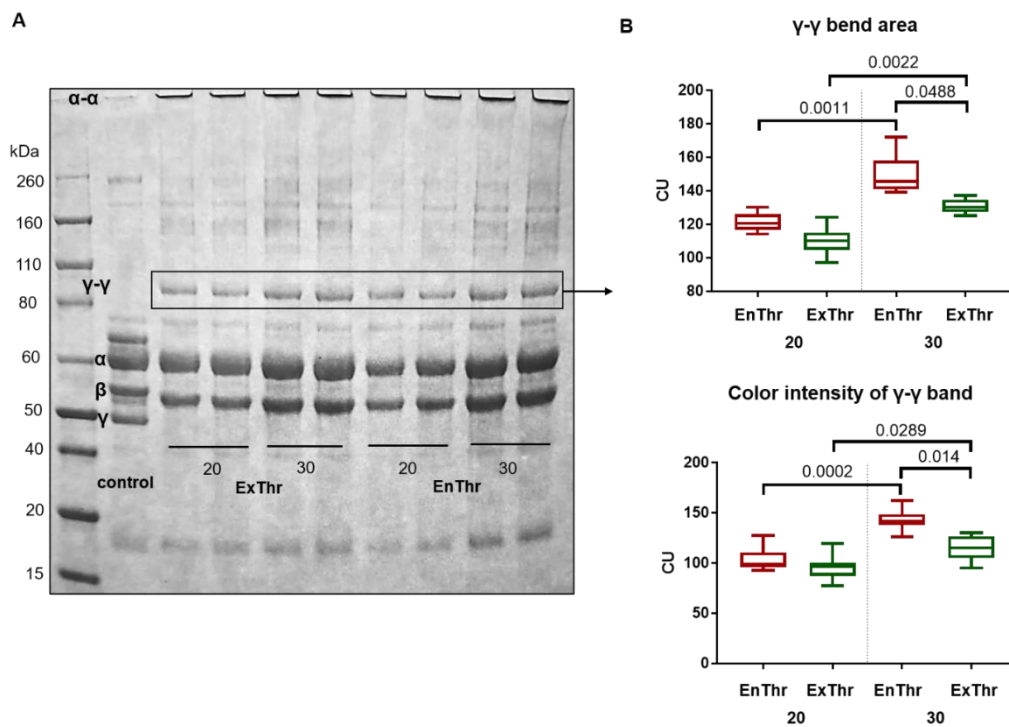 A
α-α
kDa
260
160
110
γ-γ
80
α
60
β
50
γ
40
20
30
20
30
control
ExThr
EnThr
20
15
B
γ-γ bend area
0.0022
0.0488
0.0011
200
180
160
140
120
100
80
CU
EnThr ExThr EnThr ExThr
20 30
Color intensity of γ-γ band
0.0289
0.014
0.0002
200
150
100
50
0
CU
EnThr ExThr EnThr ExThr
20 30